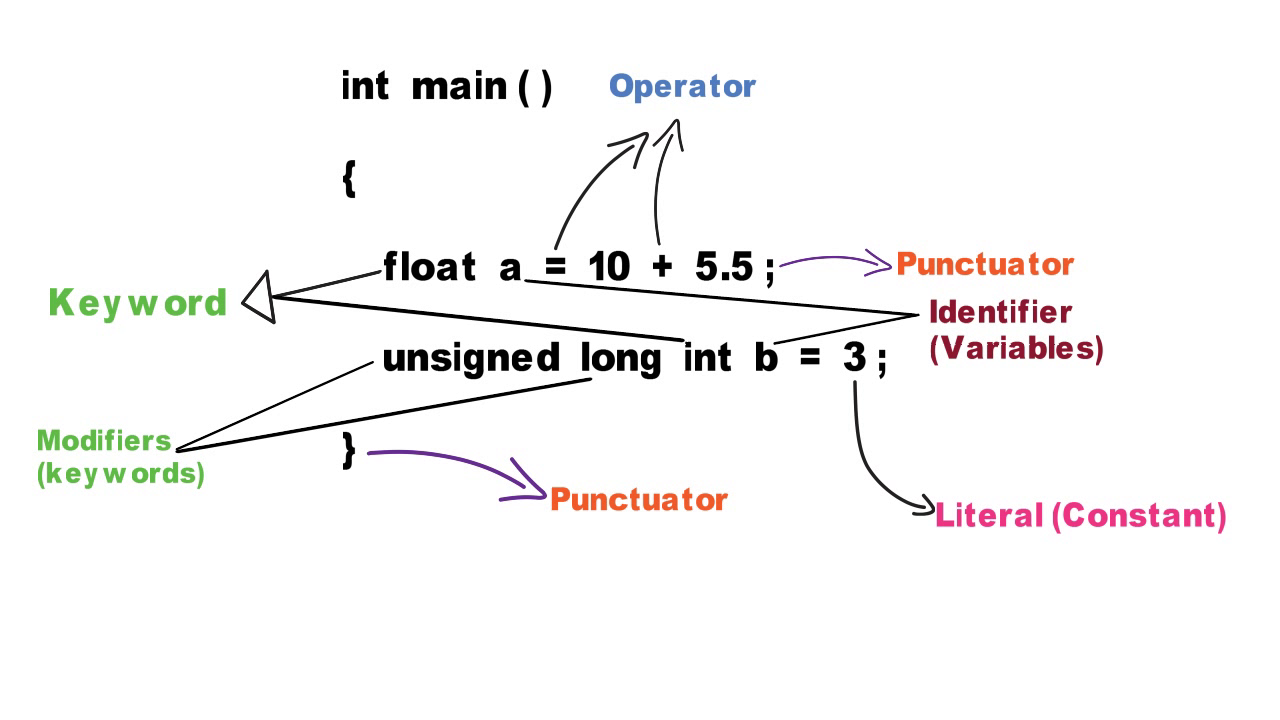 int main ( )
Operator
{
float a = 10 + 5.5 ;
Punctuator
Keyword
Identifier
(Variables)
unsigned long int b = 3 ;
Modifiers
(keywords)
}
Punctuator
Literal (Constant)